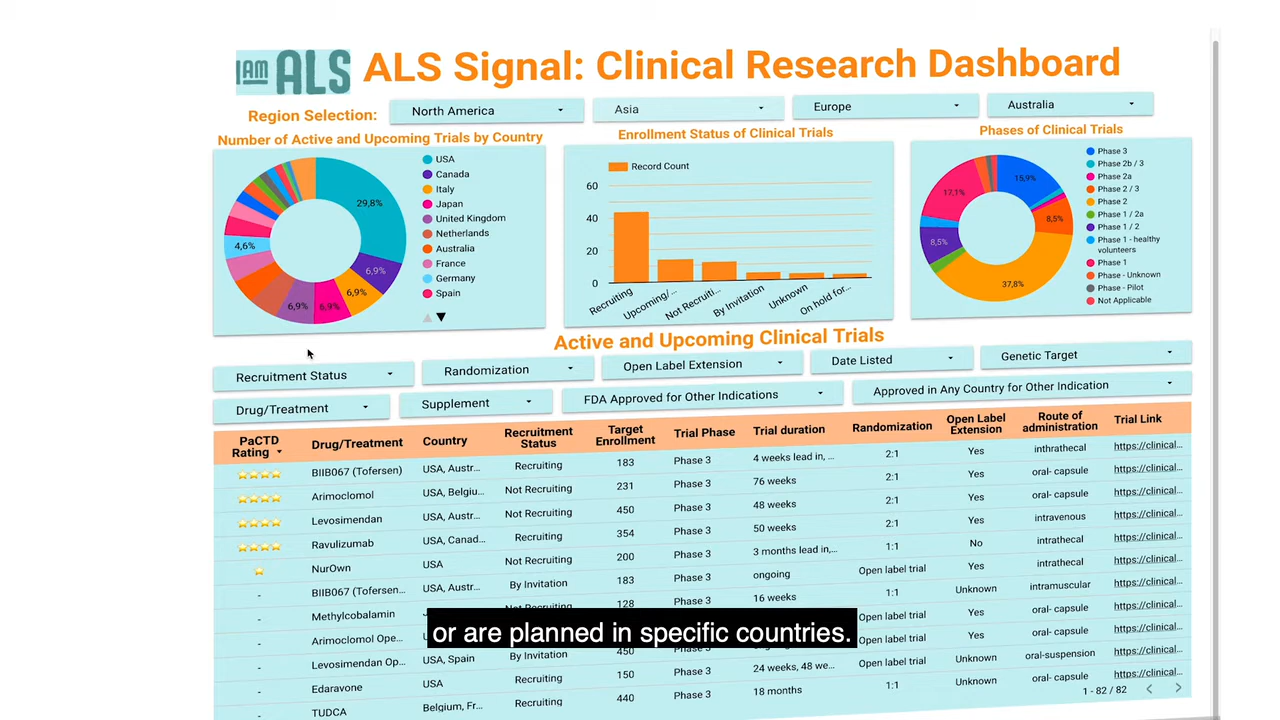 I AM ALS
ALS Signal: Clinical Research Dashboard
Region Selection: North America Asia Europe Australia
Number of Active and Upcoming Trials by Country
29,8%
6,9%
6,9%
6,9%
6,9%
4,6%
USA
Canada
Italy
Japan
United Kingdom
Netherlands
Australia
France
Germany
Spain
Enrollment Status of Clinical Trials
Record Count
60
40
20
0
Recruiting
Upcoming/...
Not Recruiti...
By Invitation
Unknown
On hold for...
Phases of Clinical Trials
15,9%
8,5%
37,8%
8,5%
17,1%
Phase 3
Phase 2b / 3
Phase 2a
Phase 2 / 3
Phase 2
Phase 1 / 2a
Phase 1 / 2
Phase 1 - healthy
volunteers
Phase 1
Phase - Unknown
Phase - Pilot
Not Applicable
Active and Upcoming Clinical Trials
Recruitment Status Randomization Open Label Extension Date Listed Genetic Target
Drug/Treatment Supplement FDA Approved for Other Indications Approved in Any Country for Other Indication
PaCTD Rating Drug/Treatment Country Recruitment Status Target Enrollment Trial Phase Trial duration Randomization Open Label Extension Route of administration Trial Link
BIIB067 (Tofersen) USA, Austr... Recruiting 183 Phase 3 4 weeks lead in, ... 2:1 Yes inthrathecal https://clinical...
Arimoclomol USA, Belgiu... Not Recruiting 231 Phase 3 76 weeks 2:1 Yes oral- capsule https://clinical...
Levosimendan USA, Austr... Not Recruiting 450 Phase 3 48 weeks 2:1 Yes oral- capsule https://clinical...
Ravulizumab USA, Canad... Recruiting 354 Phase 3 50 weeks 2:1 Yes intravenous https://clinical...
NurOwn USA Not Recruiting 200 Phase 3 3 months lead in,... 1:1 No intrathecal https://clinical...
- BIIB067 (Tofersen... USA, Austr... By Invitation 183 Phase 3 ongoing Open label trial Yes intrathecal https://clinical...
- Methylcobalamin Not Recruiting 128 Phase 3 16 weeks 1:1 Unknown intramuscular https://clinical...
- Arimoclomol Ope... Open label trial Yes oral- capsule https://clinical...
- Levosimendan Op... USA, Spain By Invitation 450 Phase 3 Open label trial Yes oral- capsule https://clinical...
- Edaravone USA Recruiting 150 Phase 3 24 weeks, 48 we... Open label trial Unknown oral-suspension https://clinical...
- TUDCA Belgium, Fr... Recruiting 440 Phase 3 18 months 1:1 Unknown oral- capsule https://clinical...
1 - 82 / 82
or are planned in specific countries.